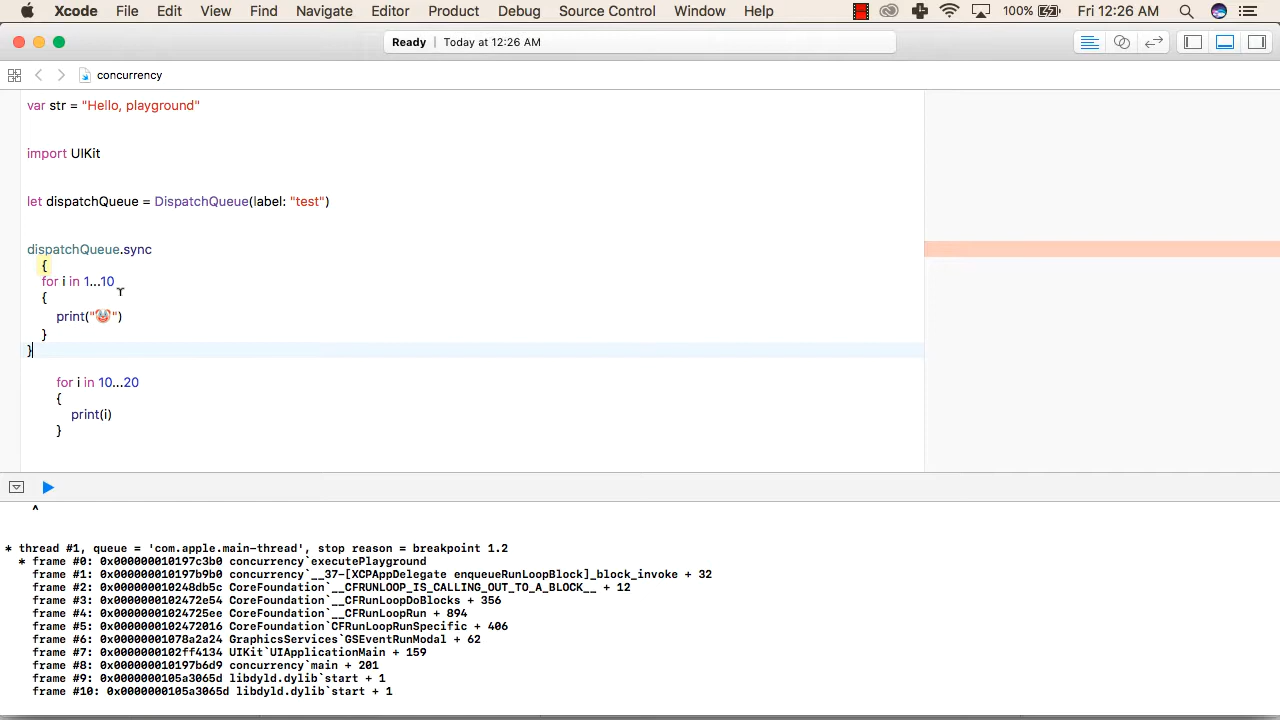 Xcode File Edit View Find Navigate Editor Product Debug Source Control Window Help 100% Fri 12:26 AM
Ready | Today at 12:26 AM
concurrency
var str = "Hello, playground"
import UIKit
let dispatchQueue = DispatchQueue(label: "test")
dispatchQueue.sync
{
for i in 1...10
{
print("🤡")
}
}
for i in 10...20
{
print(i)
}
^
* thread #1, queue = 'com.apple.main-thread', stop reason = breakpoint 1.2
* frame #0: 0x000000010197c3b0 concurrency`executePlayground
frame #1: 0x000000010197b9b0 concurrency`__37-[XCPAppDelegate enqueueRunLoopBlock]_block_invoke + 32
frame #2: 0x000000010248db5c CoreFoundation`__CFRUNLOOP_IS_CALLING_OUT_TO_A_BLOCK__ + 12
frame #3: 0x0000000102472e54 CoreFoundation`__CFRunLoopDoBlocks + 356
frame #4: 0x00000001024725ee CoreFoundation`__CFRunLoopRun + 894
frame #5: 0x0000000102472016 CoreFoundation`CFRunLoopRunSpecific + 406
frame #6: 0x00000001078a2a24 GraphicsServices`GSEventRunModal + 62
frame #7: 0x0000000102ff4134 UIKit`UIApplicationMain + 159
frame #8: 0x000000010197b6d9 concurrency`main + 201
frame #9: 0x0000000105a3065d libdyld.dylib`start + 1
frame #10: 0x0000000105a3065d libdyld.dylib`start + 1